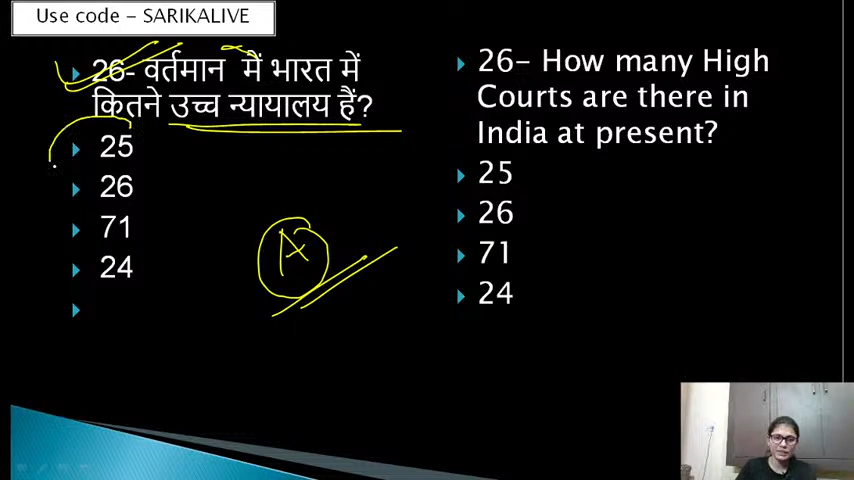 Use code – SARIKALIVE
26- वर्तमान में भारत में
कितने उच्च न्यायालय हैं?
25
26
71
24
A
26- How many High
Courts are there in
India at present?
25
26
71
24